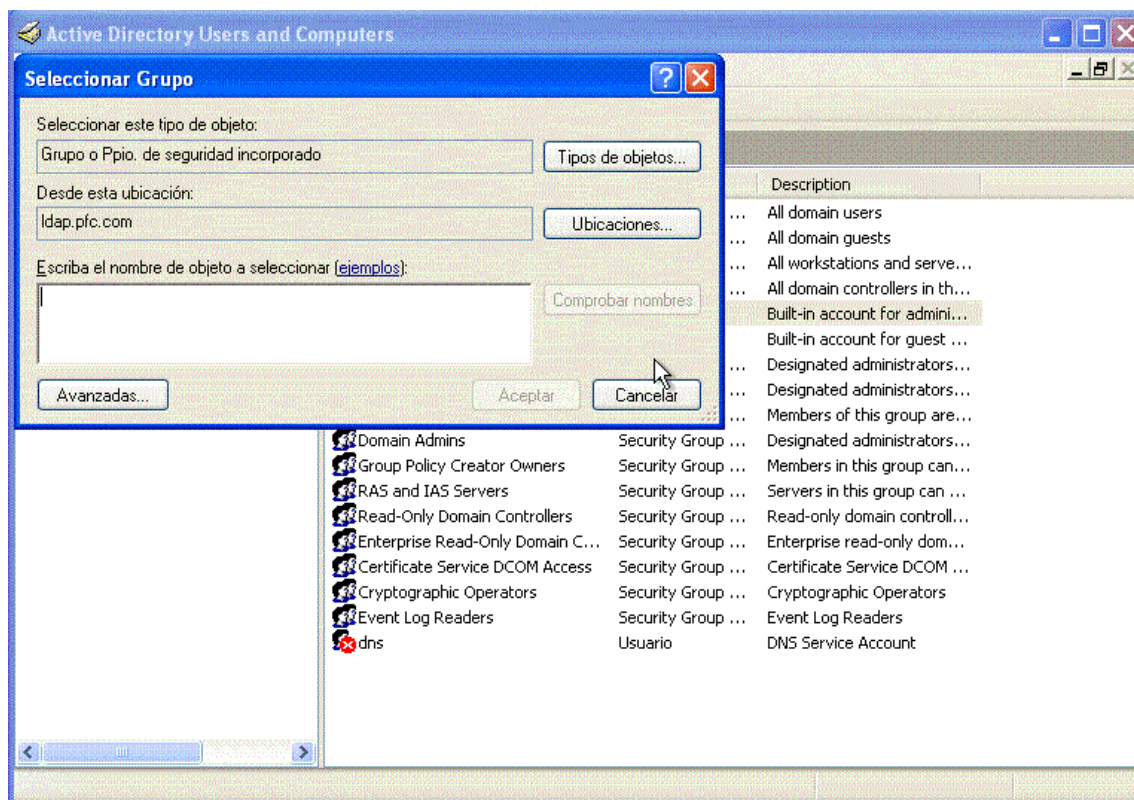 Active Directory Users and Computers
Seleccionar Grupo
Seleccionar este tipo de objeto:
Grupo o Ppio. de seguridad incorporado
Tipos de objetos...
Desde esta ubicación:
ldap.pfc.com
Ubicaciones...
Escriba el nombre de objeto a seleccionar (ejemplos):
Comprobar nombres
Avanzadas...
Aceptar
Cancelar
Description
... All domain users
... All domain guests
... All workstations and serve...
... All domain controllers in th...
Built-in account for admini...
Built-in account for guest ...
... Designated administrators...
... Designated administrators...
... Members of this group are...
Domain Admins Security Group ... Designated administrators...
Group Policy Creator Owners Security Group ... Members in this group can...
RAS and IAS Servers Security Group ... Servers in this group can ...
Read-Only Domain Controllers Security Group ... Read-only domain controll...
Enterprise Read-Only Domain C... Security Group ... Enterprise read-only dom...
Certificate Service DCOM Access Security Group ... Certificate Service DCOM ...
Cryptographic Operators Security Group ... Cryptographic Operators
Event Log Readers Security Group ... Event Log Readers
dns Usuario DNS Service Account